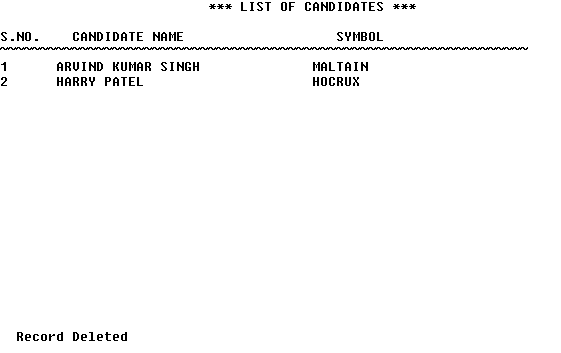 *** LIST OF CANDIDATES ***
S.NO. CANDIDATE NAME SYMBOL
1 ARVIND KUMAR SINGH MALTAIN
2 HARRY PATEL HOCRUX
Record Deleted